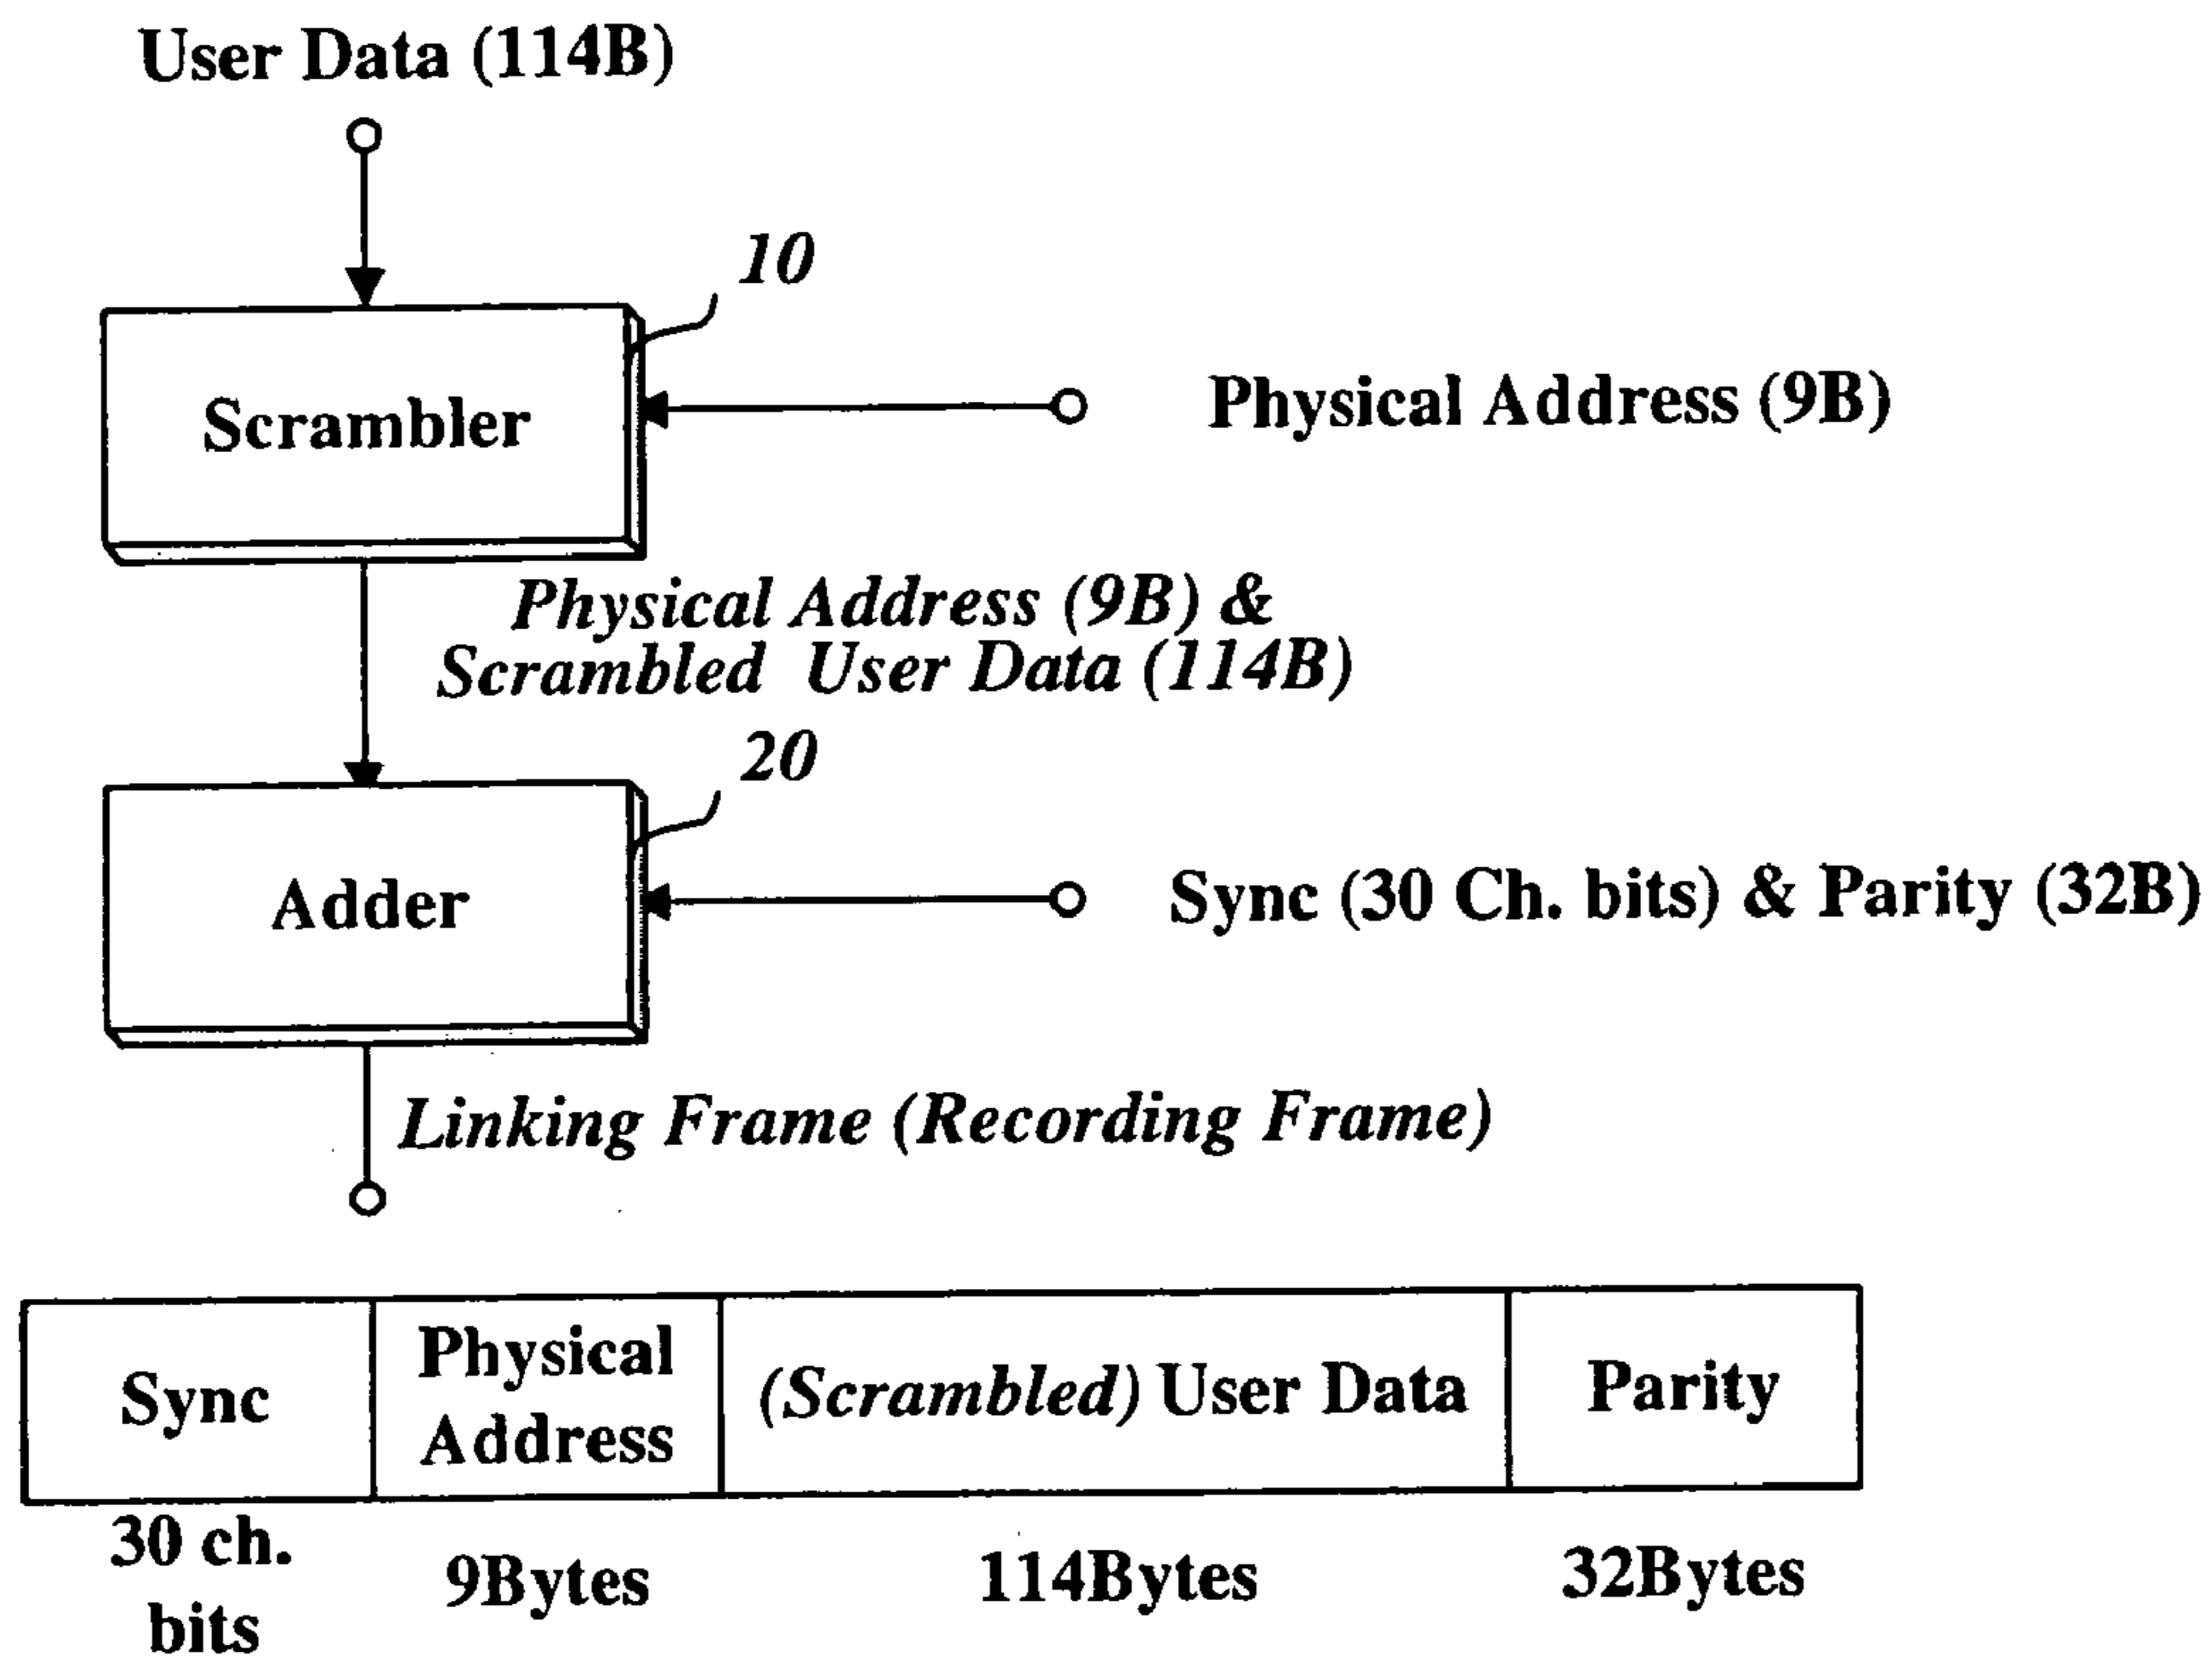 User Data (114B)
10
Scrambler
Physical Address (9B)
Physical Address (9B) &
Scrambled User Data (114B)
20
Adder
Sync (30 Ch. bits) & Parity (32B)
Linking Frame (Recording Frame)
Sync
Physical
Address
(Scrambled) User Data
Parity
30 ch.
bits
9Bytes
114Bytes
32Bytes